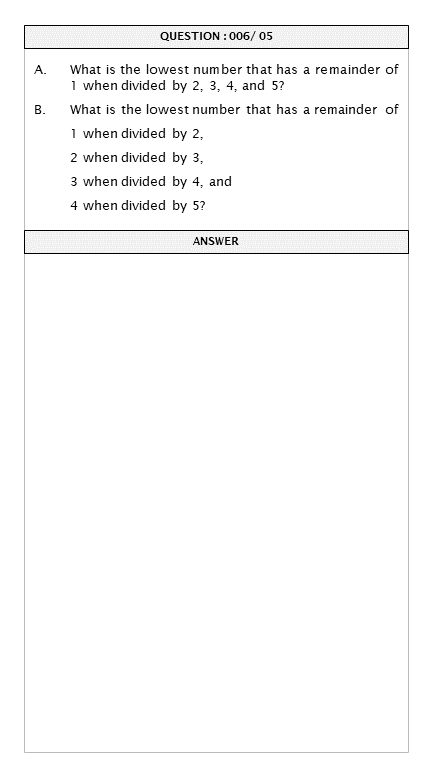 QUESTION : 006/ 05
A. What is the lowest number that has a remainder of
1 when divided by 2, 3, 4, and 5?
B. What is the lowest number that has a remainder of
1 when divided by 2,
2 when divided by 3,
3 when divided by 4, and
4 when divided by 5?
ANSWER